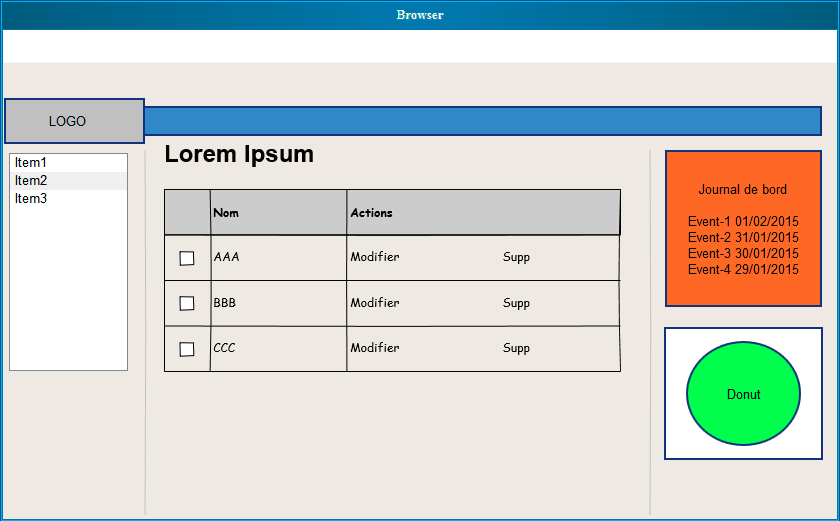 Browser
LOGO
Item1
Item2
Item3
Lorem Ipsum
Nom Actions
AAA Modifier Supp
BBB Modifier Supp
CCC Modifier Supp
Journal de bord
Event-1 01/02/2015
Event-2 31/01/2015
Event-3 30/01/2015
Event-4 29/01/2015
Donut